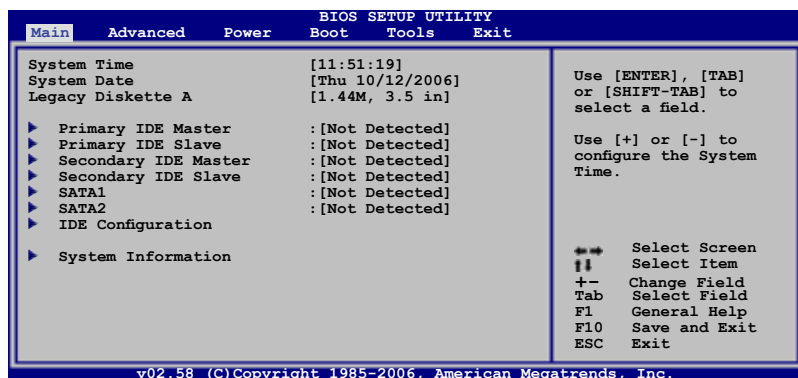 BIOS SETUP UTILITY
Main Advanced Power Boot Tools Exit
System Time [11:51:19]
System Date [Thu 10/12/2006]
Legacy Diskette A [1.44M, 3.5 in]
Primary IDE Master :[Not Detected]
Primary IDE Slave :[Not Detected]
Secondary IDE Master :[Not Detected]
Secondary IDE Slave :[Not Detected]
SATA1 :[Not Detected]
SATA2 :[Not Detected]
IDE Configuration
System Information
Use [ENTER], [TAB]
or [SHIFT-TAB] to
select a field.
Use [+] or [-] to
configure the System
Time.
Select Screen
Select Item
+- Change Field
Tab Select Field
F1 General Help
F10 Save and Exit
ESC Exit
v02.58 (C)Copyright 1985-2006, American Megatrends, Inc.